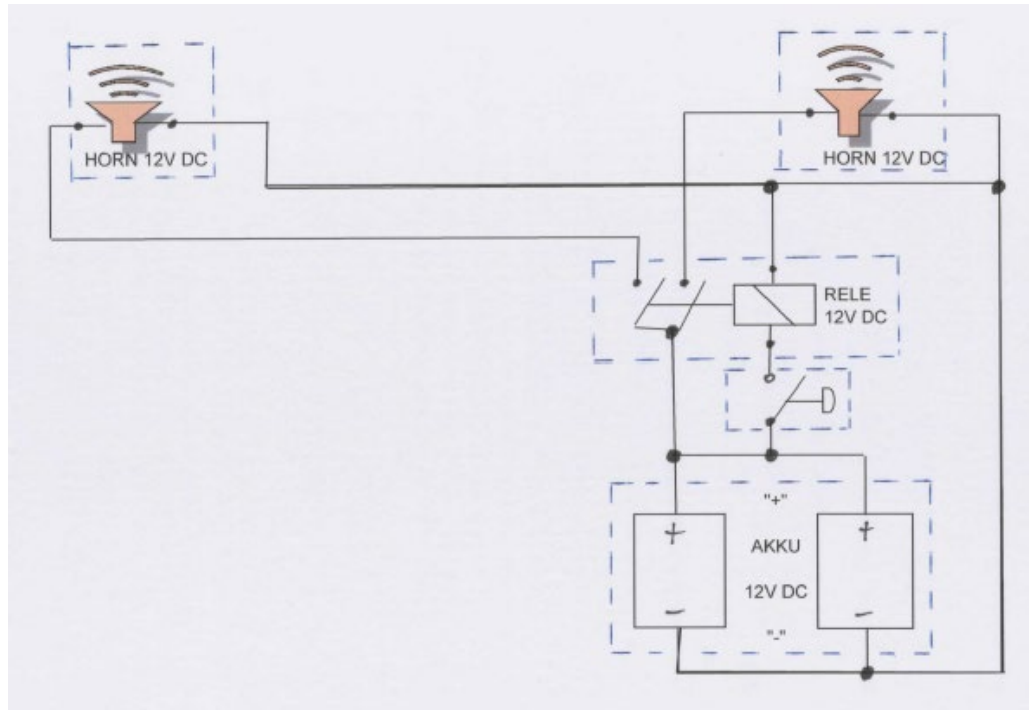 HORN 12V DC
HORN 12V DC
RELE
12V DC
"+"
+
+
AKKU
12V DC
-
-
"-"